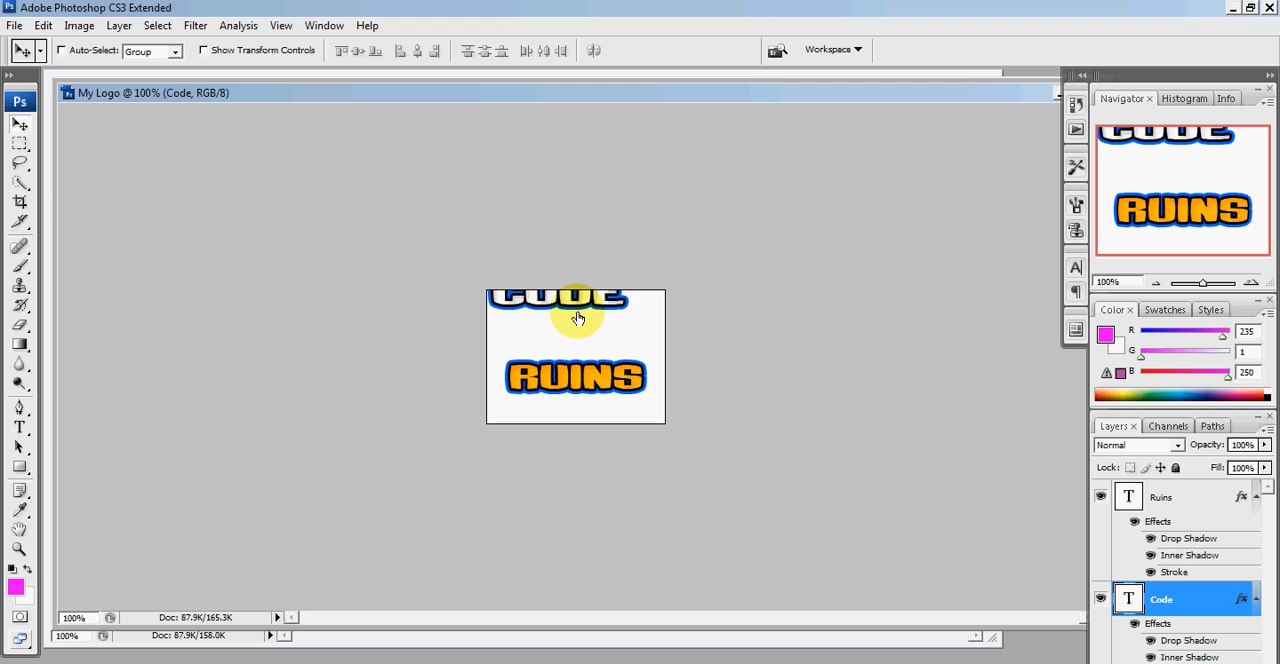 Ps Adobe Photoshop CS3 Extended
File Edit Image Layer Select Filter Analysis View Window Help
Auto-Select: Group Show Transform Controls Workspace
Ps
My Logo @ 100% (Code, RGB/8)
Navigator × Histogram Info
CODE
RUINS
100%
CODE
RUINS
Color × Swatches Styles
R 235
G 1
B 250
Layers × Channels Paths
Normal Opacity: 100%
Lock: Fill: 100%
T Ruins fx
Effects
Drop Shadow
Inner Shadow
Stroke
T Code fx
Effects
Drop Shadow
Inner Shadow
100% Doc: 87.9K/165.3K
100% Doc: 87.9K/158.0K